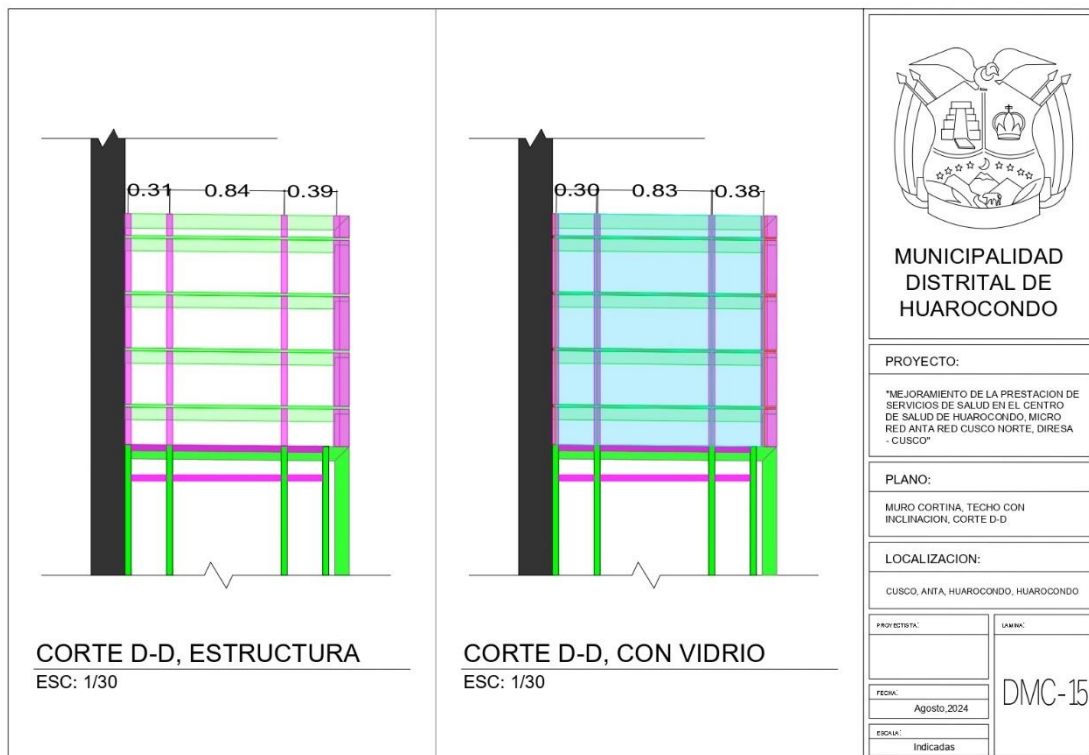 0.31 0.84 0.39
CORTE D-D, ESTRUCTURA
ESC: 1/30
0.30 0.83 0.38
CORTE D-D, CON VIDRIO
ESC: 1/30
MUNICIPALIDAD
DISTRITAL DE
HUAROCONDO
PROYECTO:
"MEJORAMIENTO DE LA PRESTACION DE
SERVICIOS DE SALUD EN EL CENTRO
DE SALUD DE HUAROCONDO, MICRO
RED ANTA RED CUSCO NORTE, DIRESA
- CUSCO"
PLANO:
MURO CORTINA, TECHO CON
INCLINACION, CORTE D-D
LOCALIZACION:
CUSCO, ANTA, HUAROCONDO, HUAROCONDO
PROYECTISTA:
LAMINA:
DMC-15
FECHA:
Agosto,2024
ESCALA:
Indicadas